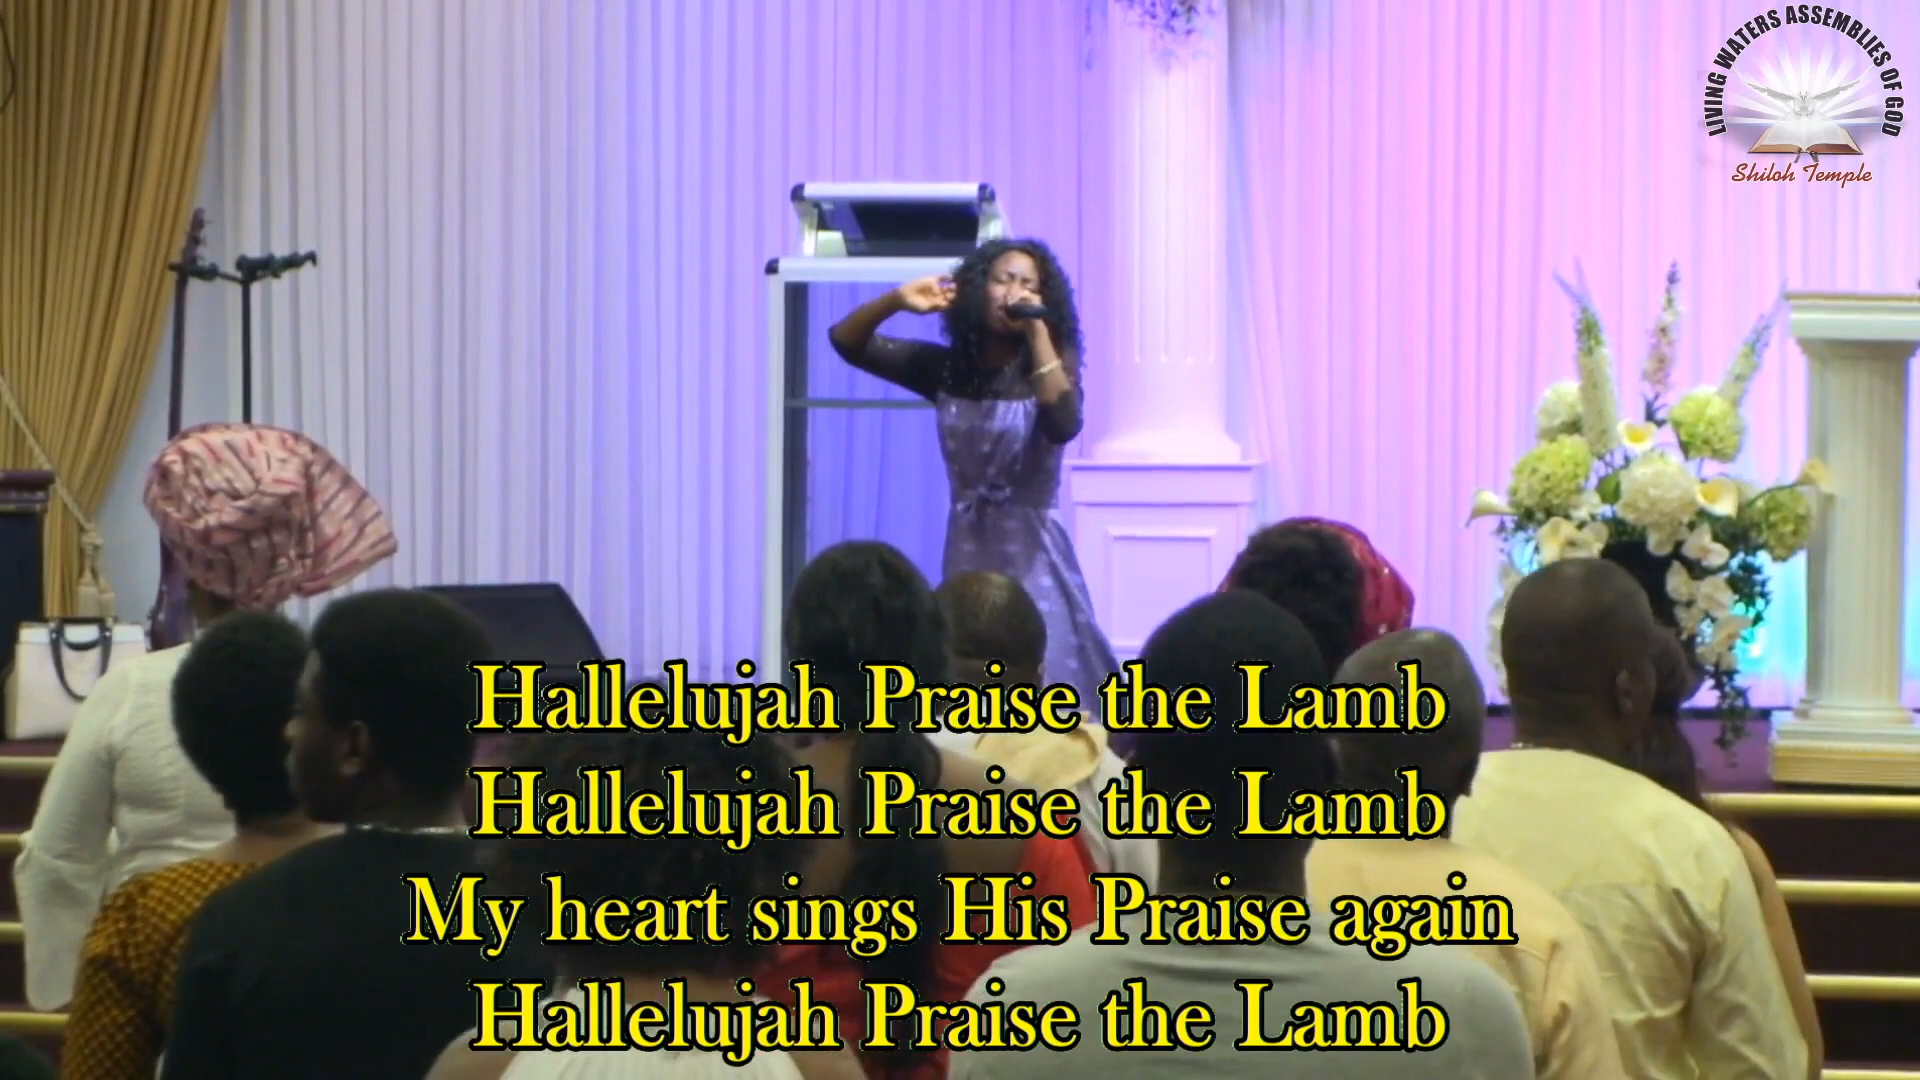 LIVING WATERS ASSEMBLIES OF GOD
Shiloh Temple
Hallelujah Praise the Lamb
Hallelujah Praise the Lamb
My heart sings His Praise again
Hallelujah Praise the Lamb